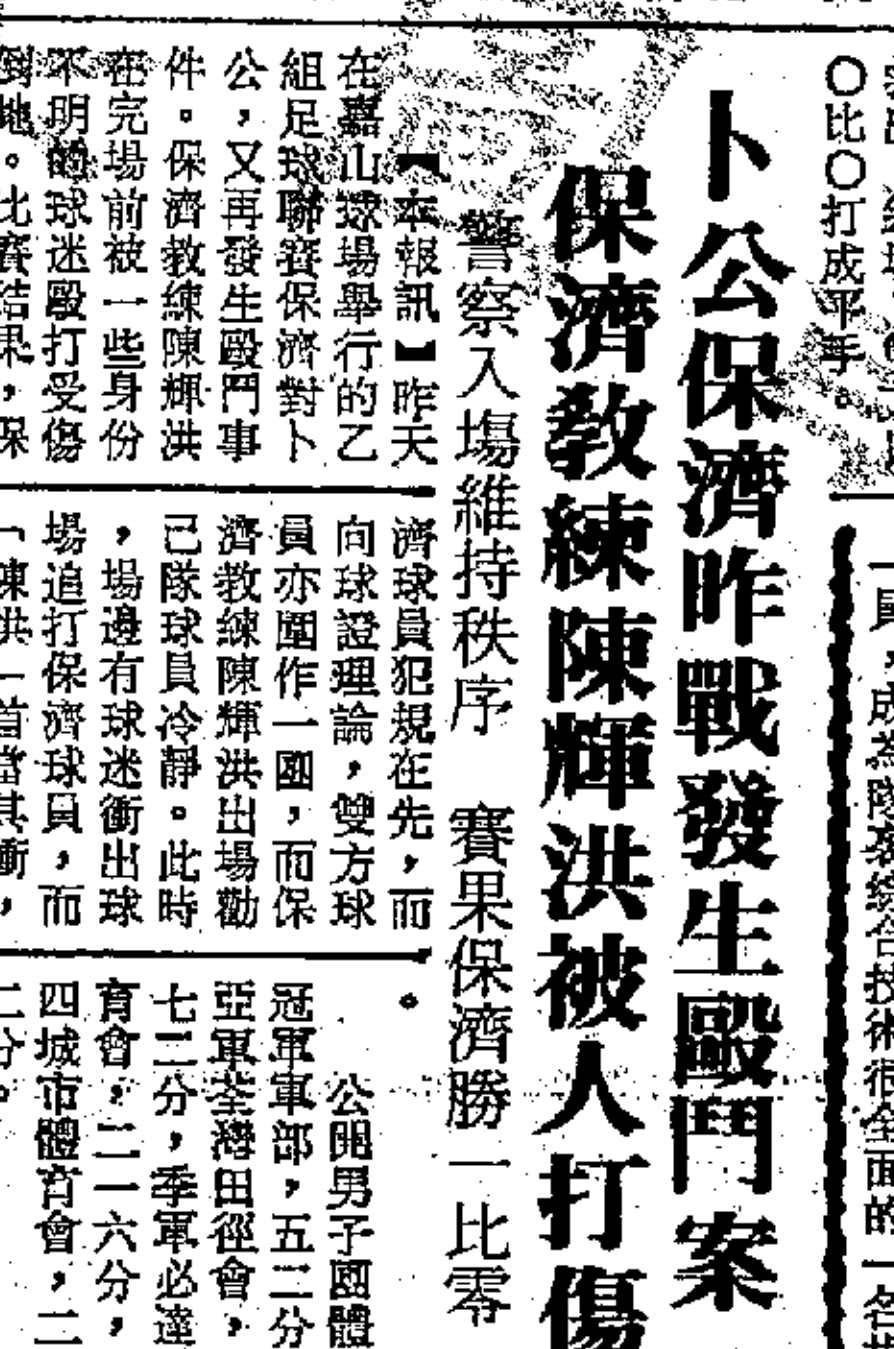 〇比〇打成平手。
一員，成為隊裏綜合技術很全面的一名
卜公保濟昨戰發生毆鬥案
保濟教練陳輝洪被人打傷
警察入場維持秩序　賽果保濟勝一比零
【本報訊】昨天
在嘉山球場舉行的乙
組足球聯賽保濟對卜
公，又再發生毆鬥事
件。保濟教練陳輝洪
在完場前被一些身份
不明的球迷毆打受傷
倒地。比賽結果，保
濟球員犯規在先，而
向球證理論，雙方球
員亦圍作一團，而保
濟教練陳輝洪出場勸
己隊球員冷靜。此時
，場邊有球迷衝出球
場追打保濟球員，而
「陳洪」首當其衝，
。
公開男子團體
冠軍軍部，五二分
亞軍荃灣田徑會，
七二分，季軍必達
育會，二一六分，
四城市體育會，二
二分。